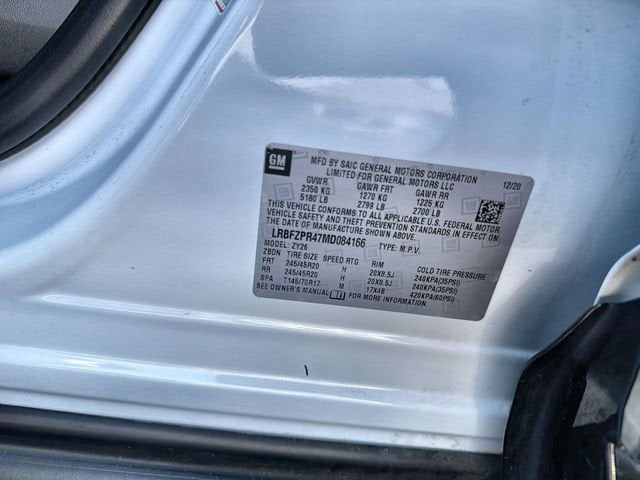 GM
MFD BY SAIC GENERAL MOTORS CORPORATION
LIMITED FOR GENERAL MOTORS LLC 12/20
GVWR GAWR FRT GAWR RR
2350 KG 1270 KG 1225 KG
5180 LB 2799 LB 2700 LB
THIS VEHICLE CONFORMS TO ALL APPLICABLE U.S. FEDERAL MOTOR
VEHICLE SAFETY AND THEFT PREVENTION STANDARDS IN EFFECT ON
THE DATE OF MANUFACTURE SHOWN ABOVE.
LRBFZPR47MD084166 TYPE: M.P.V.
MODEL: ZY26
ZBDN TIRE SIZE SPEED RTG RIM COLD TIRE PRESSURE
FRT 245/45R20 H 20X8.5J 240KPA(35PSI)
RR 245/45R20 H 20X8.5J 240KPA(35PSI)
SPA T145/70R17 M 17X4B 420KPA(60PSI)
SEE OWNER'S MANUAL FOR MORE INFORMATION.